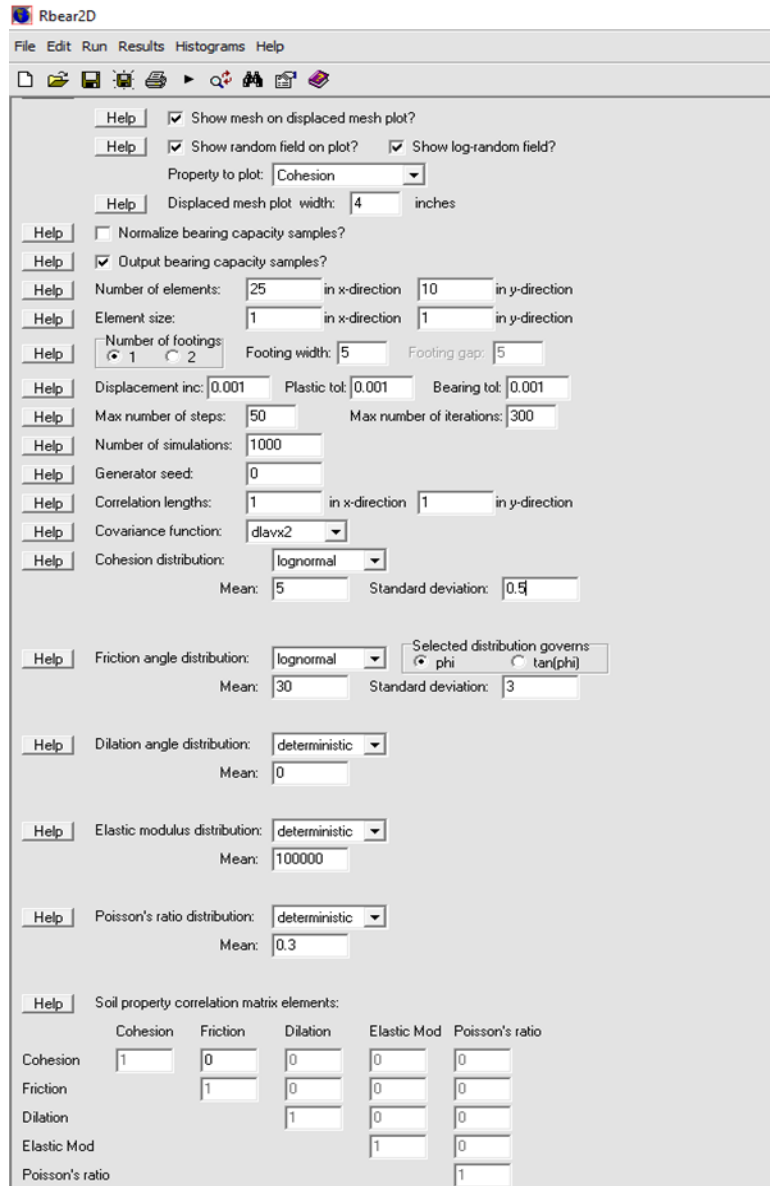 Rbear2D
File Edit Run Results Histograms Help
Help Show mesh on displaced mesh plot?
Help Show random field on plot? Show log-random field?
Property to plot: Cohesion
Help Displaced mesh plot width: 4 inches
Help Normalize bearing capacity samples?
Help Output bearing capacity samples?
Help Number of elements: 25 in x-direction 10 in y-direction
Help Element size: 1 in x-direction 1 in y-direction
Help Number of footings 1 2 Footing width: 5 Footing gap: 5
Help Displacement inc: 0.001 Plastic tol: 0.001 Bearing tol: 0.001
Help Max number of steps: 50 Max number of iterations: 300
Help Number of simulations: 1000
Help Generator seed: 0
Help Correlation lengths: 1 in x-direction 1 in y-direction
Help Covariance function: dlavx2
Help Cohesion distribution: lognormal
Mean: 5 Standard deviation: 0.5
Help Friction angle distribution: lognormal Selected distribution governs phi tan(phi)
Mean: 30 Standard deviation: 3
Help Dilation angle distribution: deterministic
Mean: 0
Help Elastic modulus distribution: deterministic
Mean: 100000
Help Poisson's ratio distribution: deterministic
Mean: 0.3
Help Soil property correlation matrix elements:
Cohesion Friction Dilation Elastic Mod Poisson's ratio
Cohesion 1 0 0 0 0
Friction 1 0 0 0
Dilation 1 0 0
Elastic Mod 1 0
Poisson's ratio 1